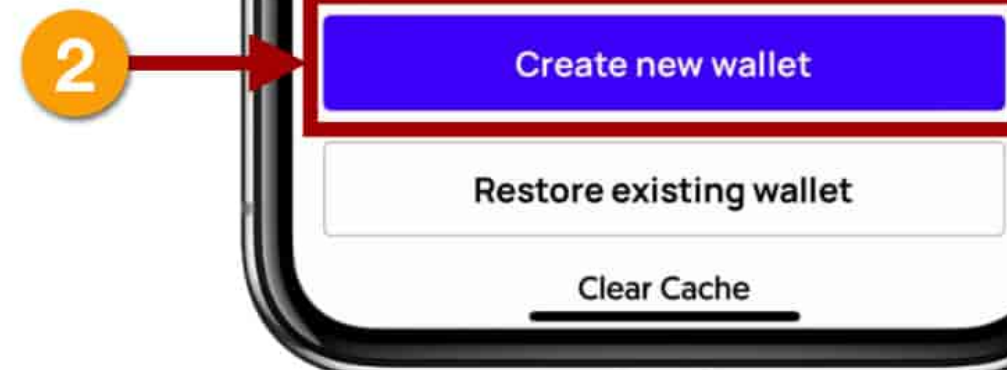 2
Create new wallet
Restore existing wallet
Clear Cache